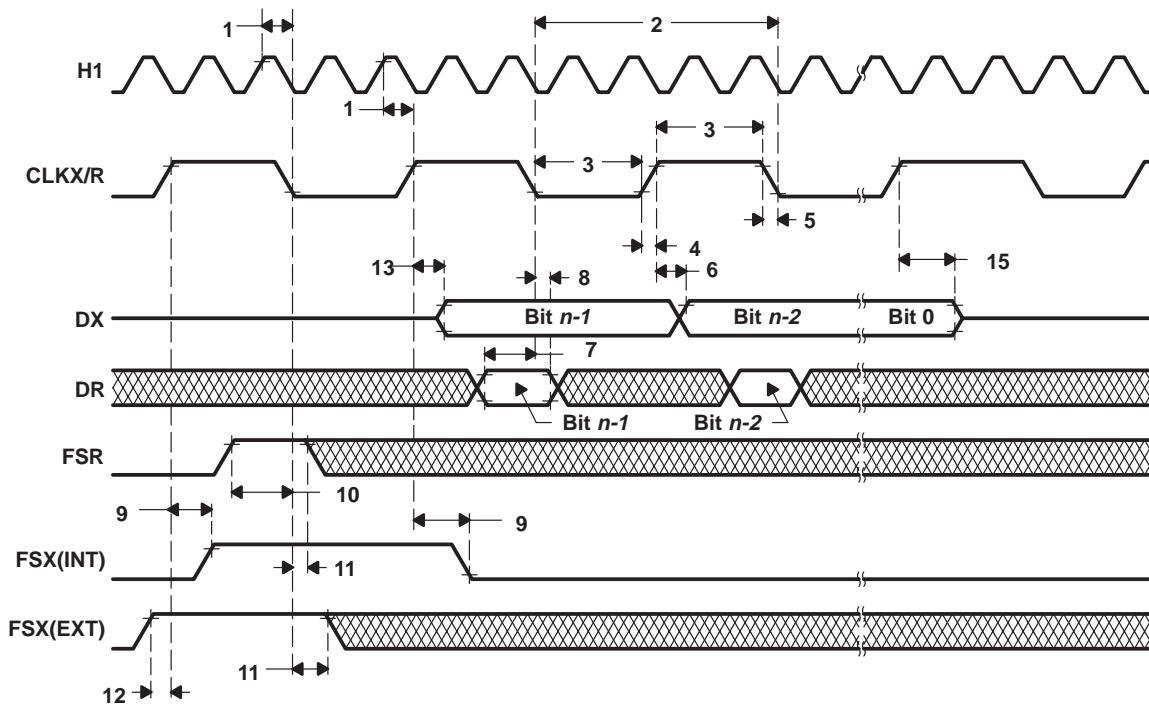 1
2
H1
1
3
3
CLKX/R
5
4
13
8
6
15
DX
Bit n-1
Bit n-2
Bit 0
7
DR
Bit n-1
Bit n-2
FSR
10
9
9
FSX(INT)
11
FSX(EXT)
11
12